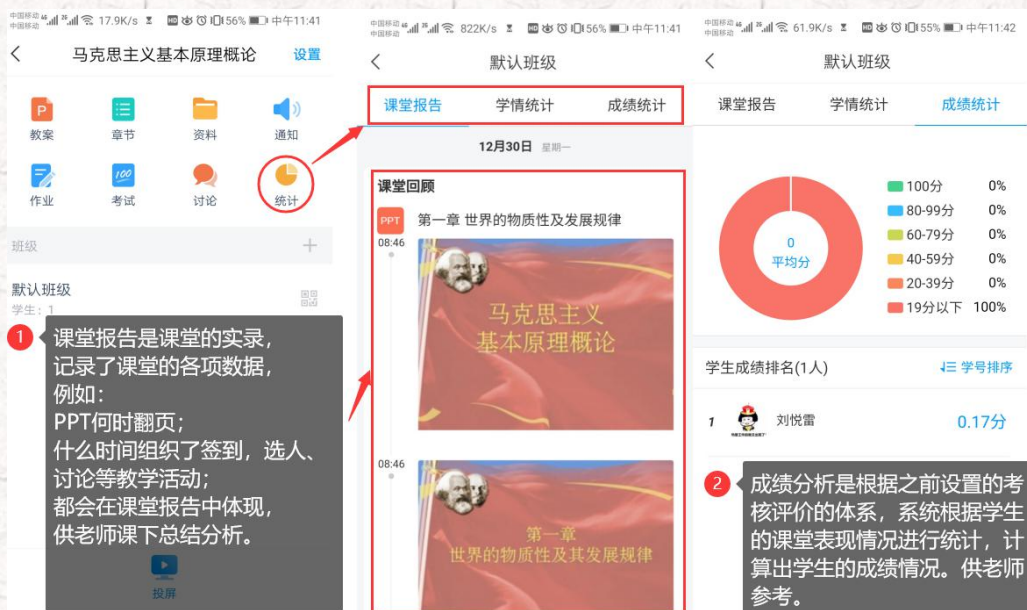 中国移动
中国移动
17.9K/s
56%
中午11:41
马克思主义基本原理概论
设置
P
教案
章节
资料
通知
100
作业
考试
讨论
统计
班级
默认班级
学生：1
1
课堂报告是课堂的实录，
记录了课堂的各项数据，
例如：
PPT何时翻页；
什么时间组织了签到，选人、
讨论等教学活动；
都会在课堂报告中体现，
供老师课下总结分析。
投屏
中国移动
中国移动
822K/s
56%
中午11:41
默认班级
课堂报告 学情统计 成绩统计
12月30日 星期一
课堂回顾
PPT 第一章 世界的物质性及发展规律
08:46
马克思主义
基本原理概论
08:46
第一章
世界的物质性及其发展规律
中国移动
中国移动
61.9K/s
55%
中午11:42
默认班级
课堂报告 学情统计 成绩统计
0
平均分
100分 0%
80-99分 0%
60-79分 0%
40-59分 0%
20-39分 0%
19分以下 100%
学生成绩排名(1人) 学号排序
1 刘悦雷 0.17分
2
成绩分析是根据之前设置的考
核评价的体系，系统根据学生
的课堂表现情况进行统计，计
算出学生的成绩情况。供老师
参考。